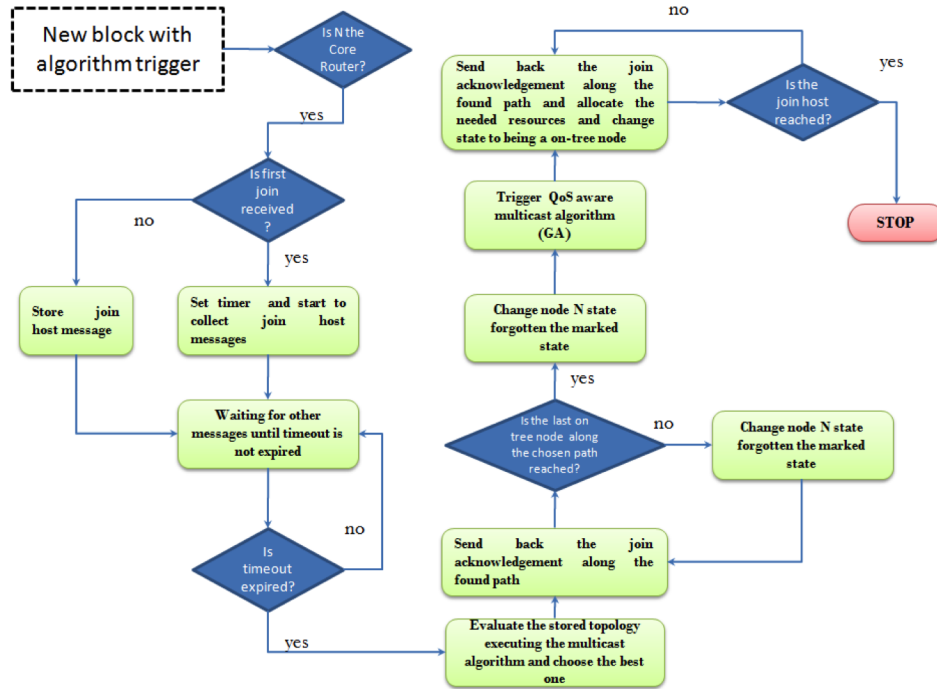 New block with
algorithm trigger
Is N the
Core
Router?
yes
Is first
join
received
?
no
yes
Store join
host message
Set timer and start to
collect join host
messages
Waiting for other
messages until timeout is
not expired
Is
timeout
expired?
no
yes
Evaluate the stored topology
executing the multicast
algorithm and choose the best
one
Send back the join
acknowledgement along the
found path
Is the last on
tree node along
the chosen path
reached?
no
Change node N state
forgotten the marked
state
yes
Change node N state
forgotten the marked
state
Trigger QoS aware
multicast algorithm
(GA)
Send back the join
acknowledgement along the
found path and allocate the
needed resources and change
state to being a on-tree node
no
Is the
join host
reached?
yes
STOP